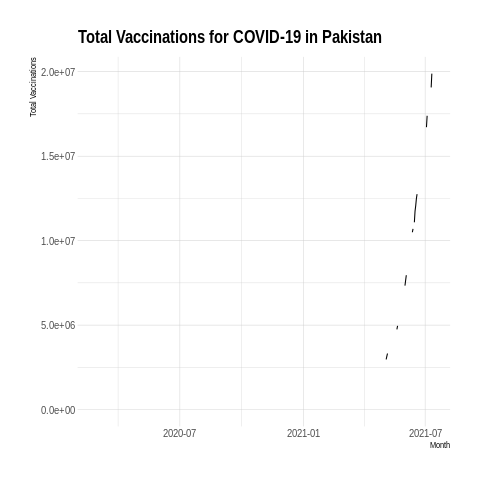 Total Vaccinations for COVID-19 in Pakistan
Total Vaccinations
2.0e+07
1.5e+07
1.0e+07
5.0e+06
0.0e+00
2020-07
2021-01
2021-07
Month